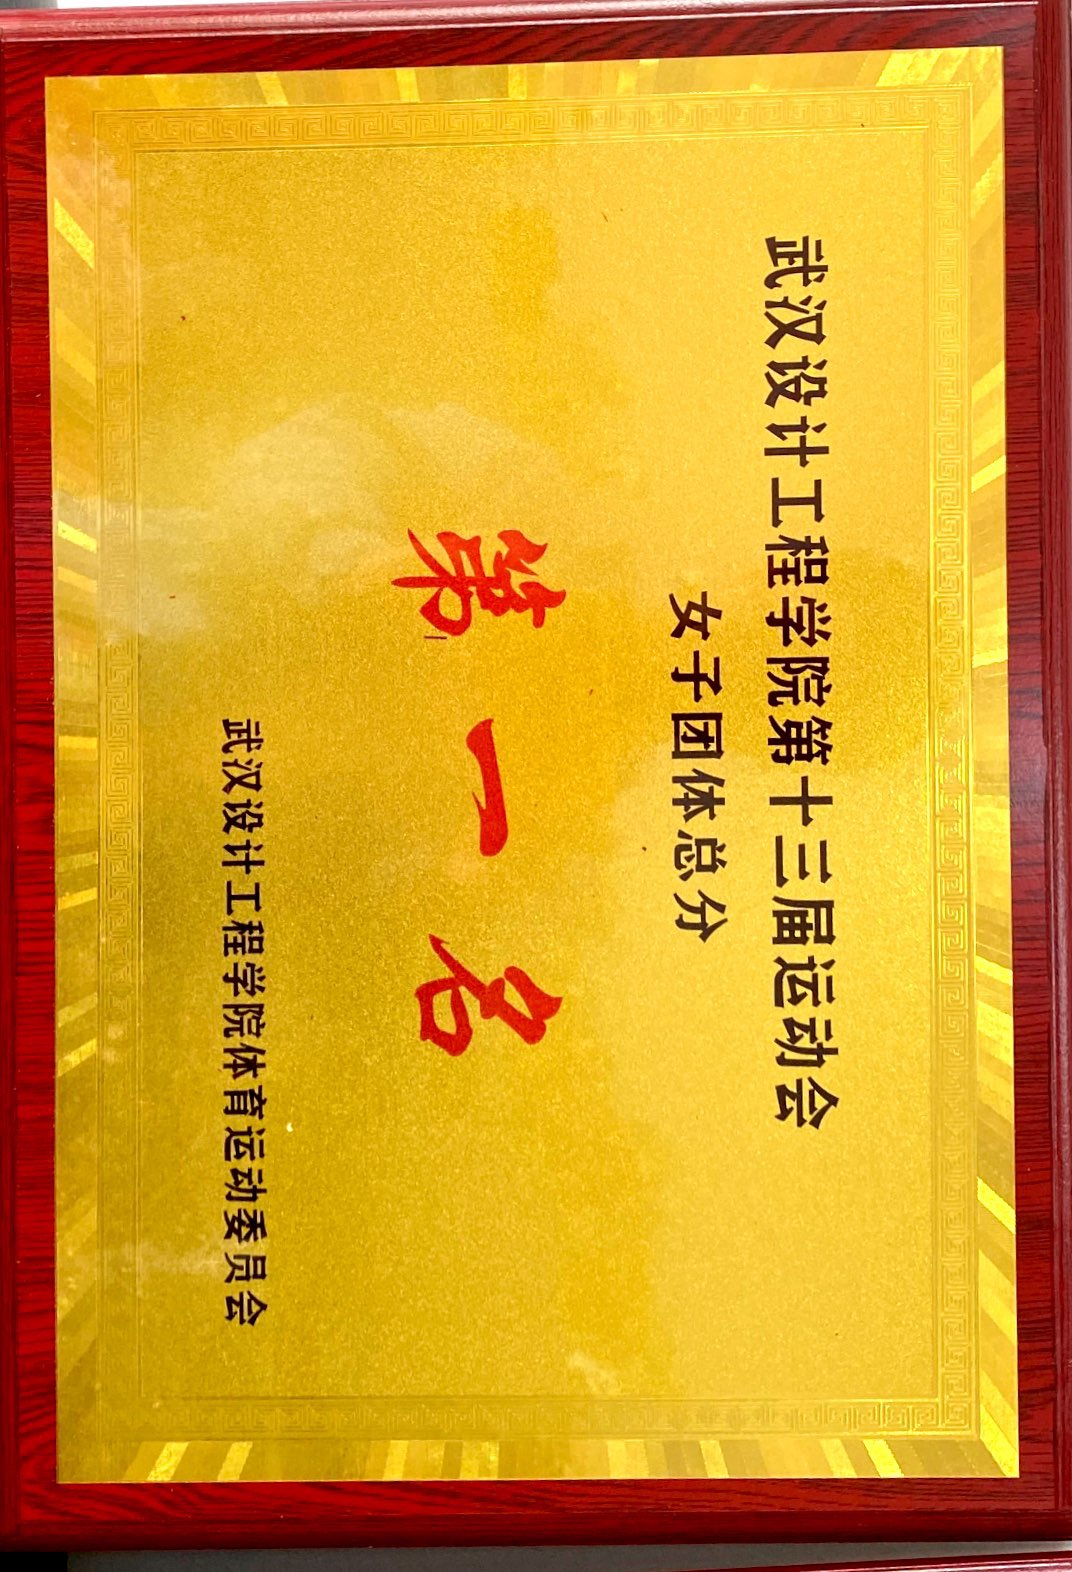 武汉设计工程学院第十三届运动会
女子团体总分
第一名
武汉设计工程学院体育运动委员会